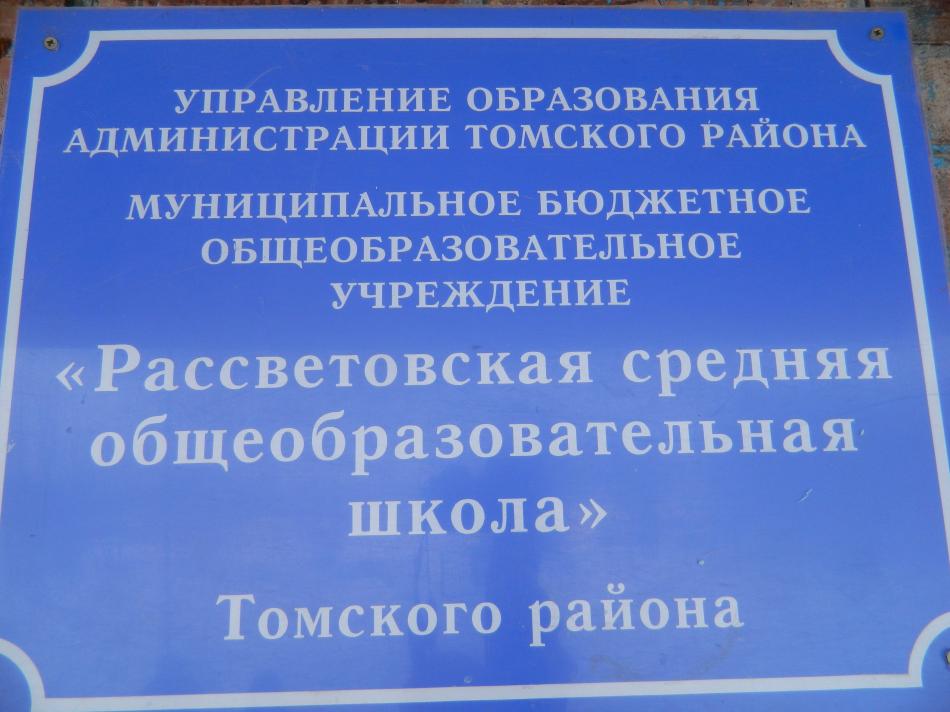 УПРАВЛЕНИЕ ОБРАЗОВАНИЯ
АДМИНИСТРАЦИИ ТОМСКОГО РАЙОНА
МУНИЦИПАЛЬНОЕ БЮДЖЕТНОЕ
ОБЩЕОБРАЗОВАТЕЛЬНОЕ
УЧРЕЖДЕНИЕ
«Рассветовская средняя
общеобразовательная
школа»
Томского района